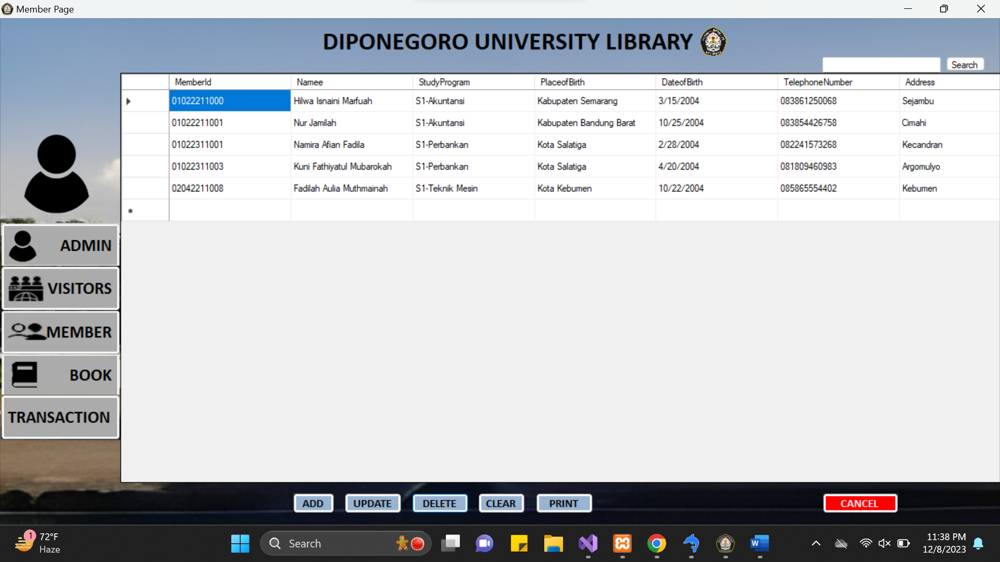 Member Page
DIPONEGORO UNIVERSITY LIBRARY
Search
MemberId Namee StudyProgram PlaceofBirth DateofBirth TelephoneNumber Address
01022211000 Hilwa Isnaini Marfuah S1-Akuntansi Kabupaten Semarang 3/15/2004 083861250068 Sejambu
01022211001 Nur Jamilah S1-Akuntansi Kabupaten Bandung Barat 10/25/2004 083854426758 Cimahi
01022311001 Namira Afian Fadila S1-Perbankan Kota Salatiga 2/28/2004 082241573268 Kecandran
01022311003 Kuni Fathiyatul Mubarokah S1-Perbankan Kota Salatiga 4/20/2004 081809460983 Argomulyo
02042211008 Fadilah Aulia Muthmainah S1-Teknik Mesin Kota Kebumen 10/22/2004 085865554402 Kebumen
ADMIN
VISITORS
MEMBER
BOOK
TRANSACTION
ADD UPDATE DELETE CLEAR PRINT CANCEL
1 72°F
Haze
Search
W
11:38 PM
12/8/2023